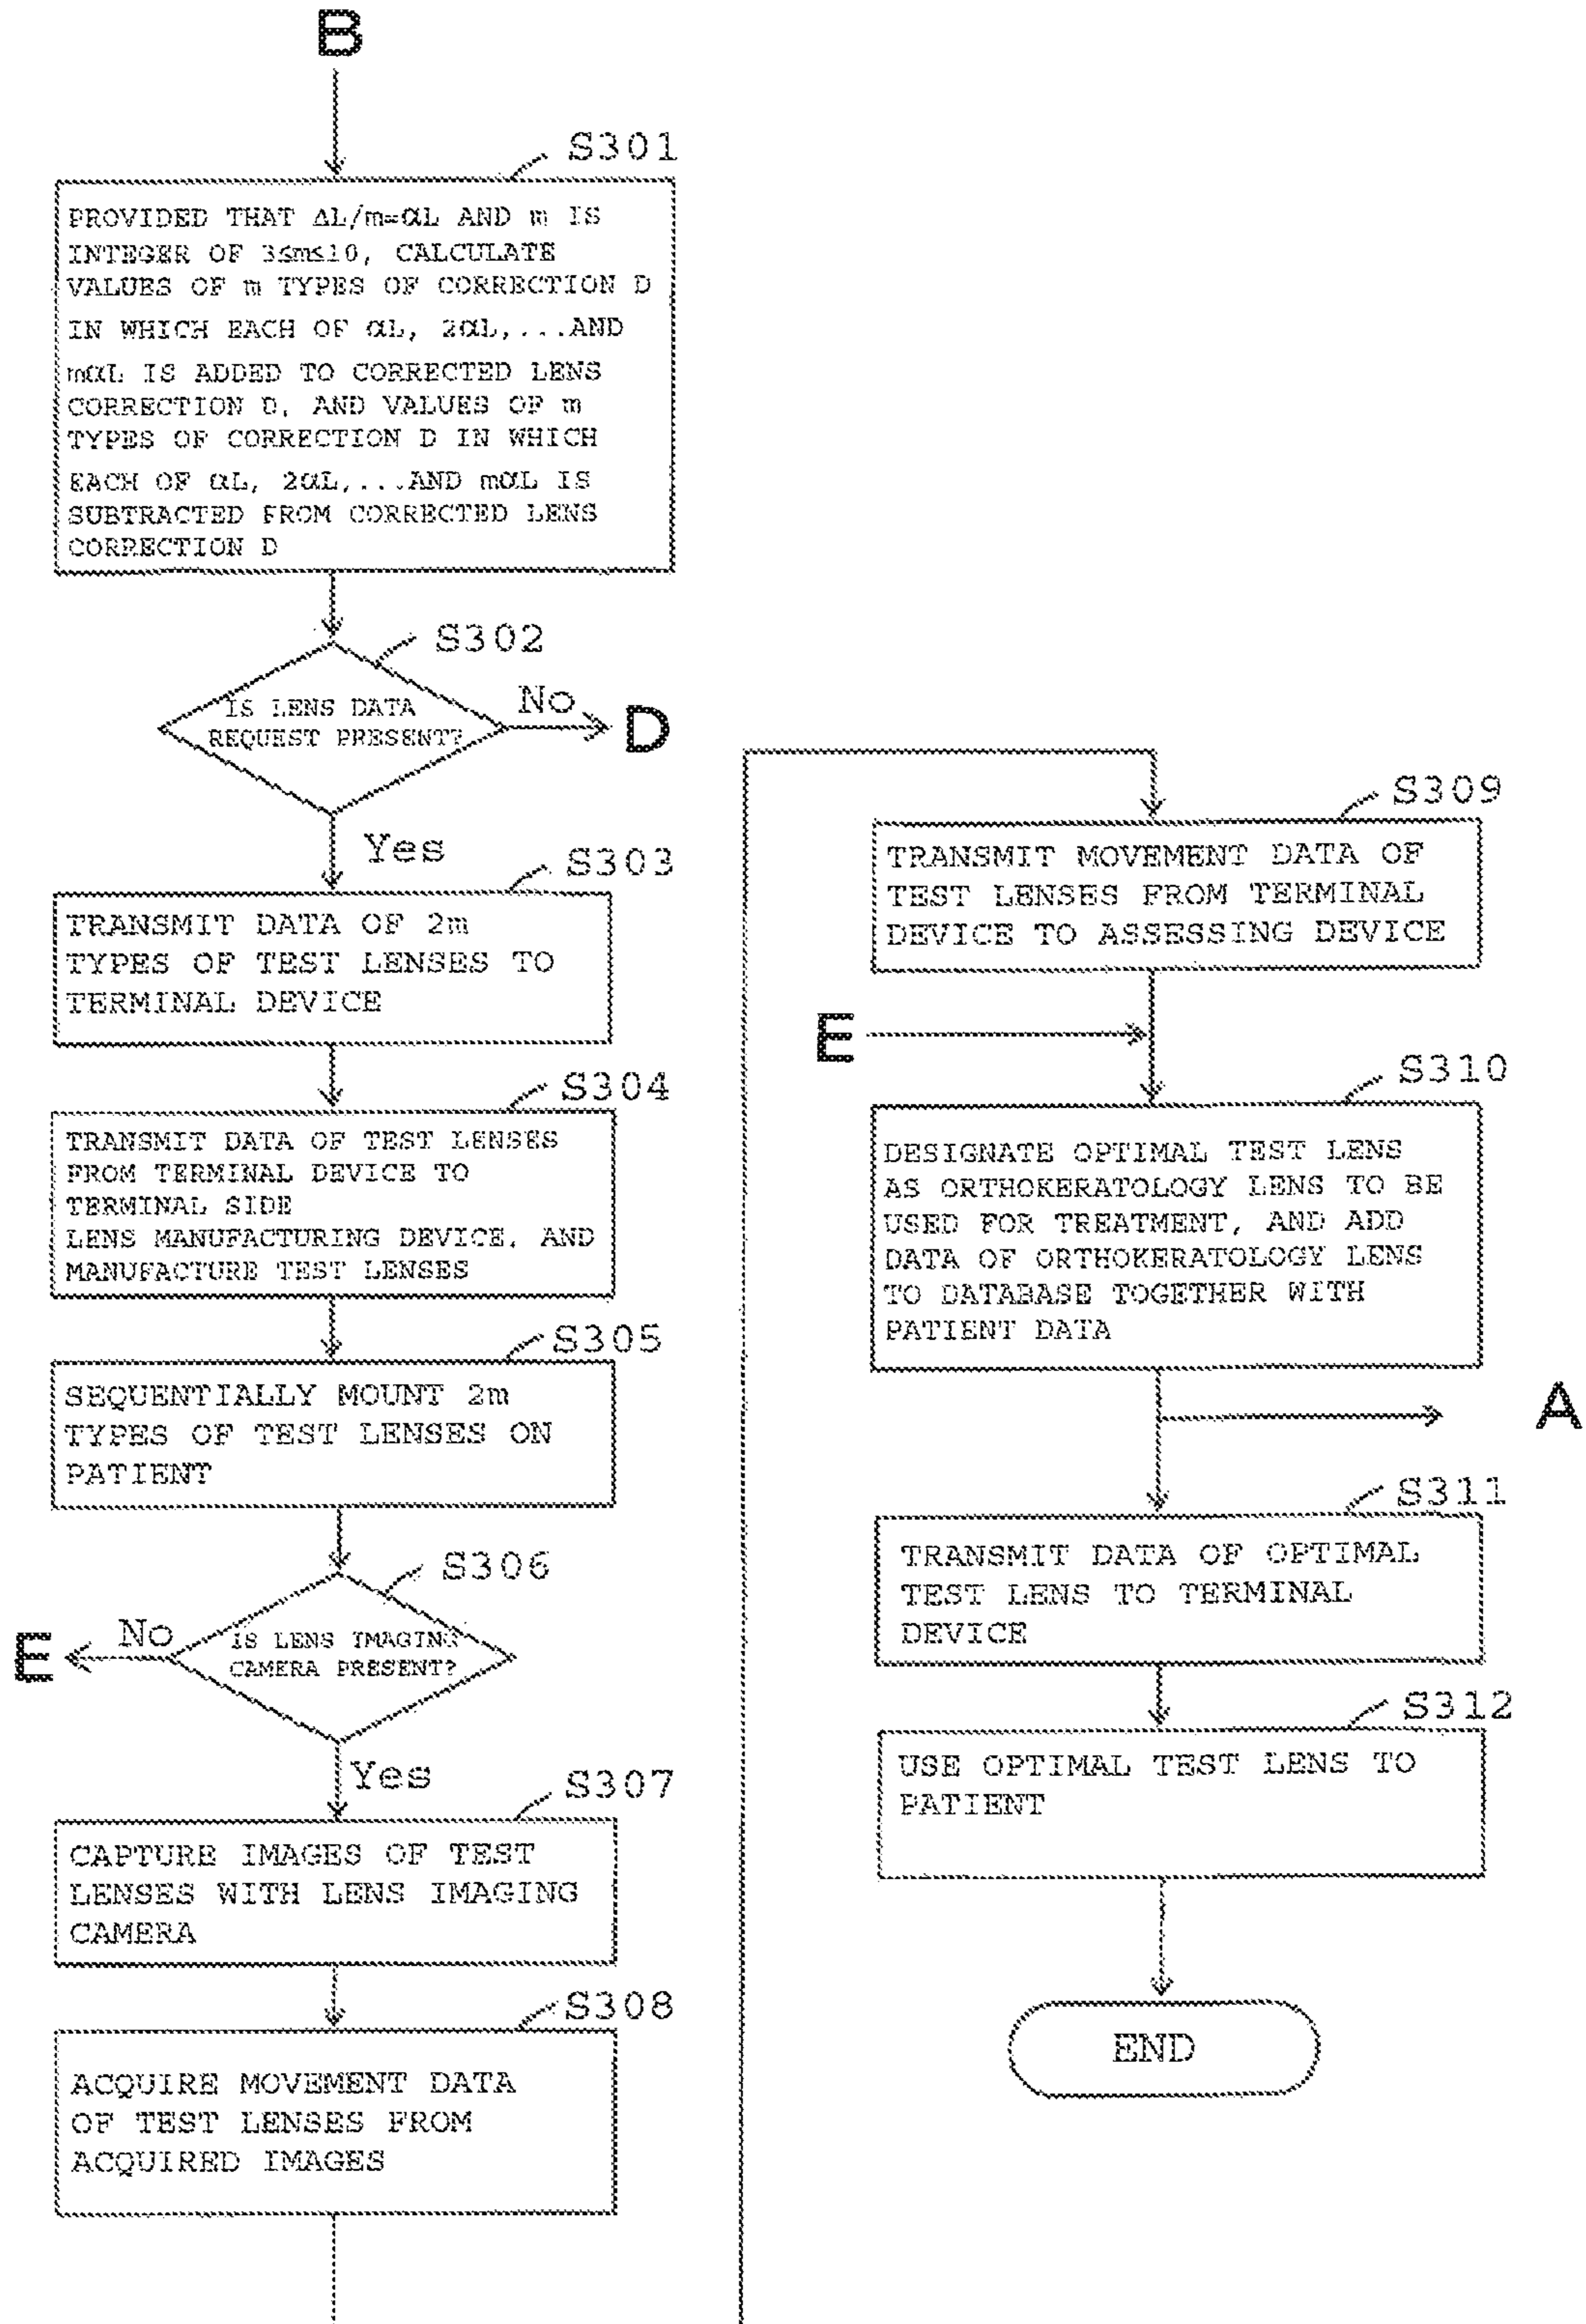 B
S301
PROVIDED THAT ΔL/m=αL AND m IS
INTEGER OF 3≤m≤10, CALCULATE
VALUES OF m TYPES OF CORRECTION D
IN WHICH EACH OF αL, 2αL,...AND
mαL IS ADDED TO CORRECTED LENS
CORRECTION D, AND VALUES OF m
TYPES OF CORRECTION D IN WHICH
EACH OF αL, 2αL,...AND mαL IS
SUBTRACTED FROM CORRECTED LENS
CORRECTION D
S302
IS LENS DATA
REQUEST PRESENT?
No
D
Yes
S303
TRANSMIT DATA OF 2m
TYPES OF TEST LENSES TO
TERMINAL DEVICE
S304
TRANSMIT DATA OF TEST LENSES
FROM TERMINAL DEVICE TO
TERMINAL SIDE
LENS MANUFACTURING DEVICE, AND
MANUFACTURE TEST LENSES
S305
SEQUENTIALLY MOUNT 2m
TYPES OF TEST LENSES ON
PATIENT
S306
IS LENS IMAGING
CAMERA PRESENT?
No
E
Yes
S307
CAPTURE IMAGES OF TEST
LENSES WITH LENS IMAGING
CAMERA
S308
ACQUIRE MOVEMENT DATA
OF TEST LENSES FROM
ACQUIRED IMAGES
S309
TRANSMIT MOVEMENT DATA OF
TEST LENSES FROM TERMINAL
DEVICE TO ASSESSING DEVICE
E
S310
DESIGNATE OPTIMAL TEST LENS
AS ORTHOKERATOLOGY LENS TO BE
USED FOR TREATMENT, AND ADD
DATA OF ORTHOKERATOLOGY LENS
TO DATABASE TOGETHER WITH
PATIENT DATA
A
S311
TRANSMIT DATA OF OPTIMAL
TEST LENS TO TERMINAL
DEVICE
S312
USE OPTIMAL TEST LENS TO
PATIENT
END